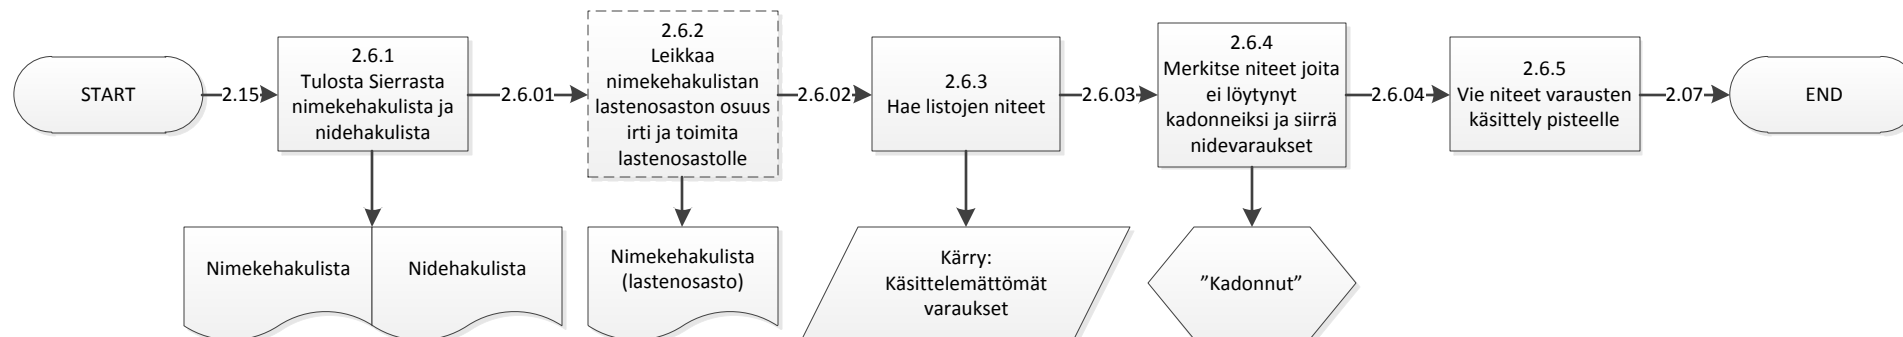 START
2.15
2.6.1
Tulosta Sierrasta
nimekehakulista ja
nidehakulista
2.6.01
2.6.2
Leikkaa
nimekehakulistan
lastenosaston osuus
irti ja toimita
lastenosastolle
2.6.02
2.6.3
Hae listojen niteet
2.6.03
2.6.4
Merkitse niteet joita
ei löytynyt
kadonneiksi ja siirrä
nidevaraukset
2.6.04
2.6.5
Vie niteet varausten
käsittely pisteelle
2.07
END
Nimekehakulista
Nidehakulista
Nimekehakulista
(lastenosasto)
Kärry:
Käsittelemättömät
varaukset
”Kadonnut”